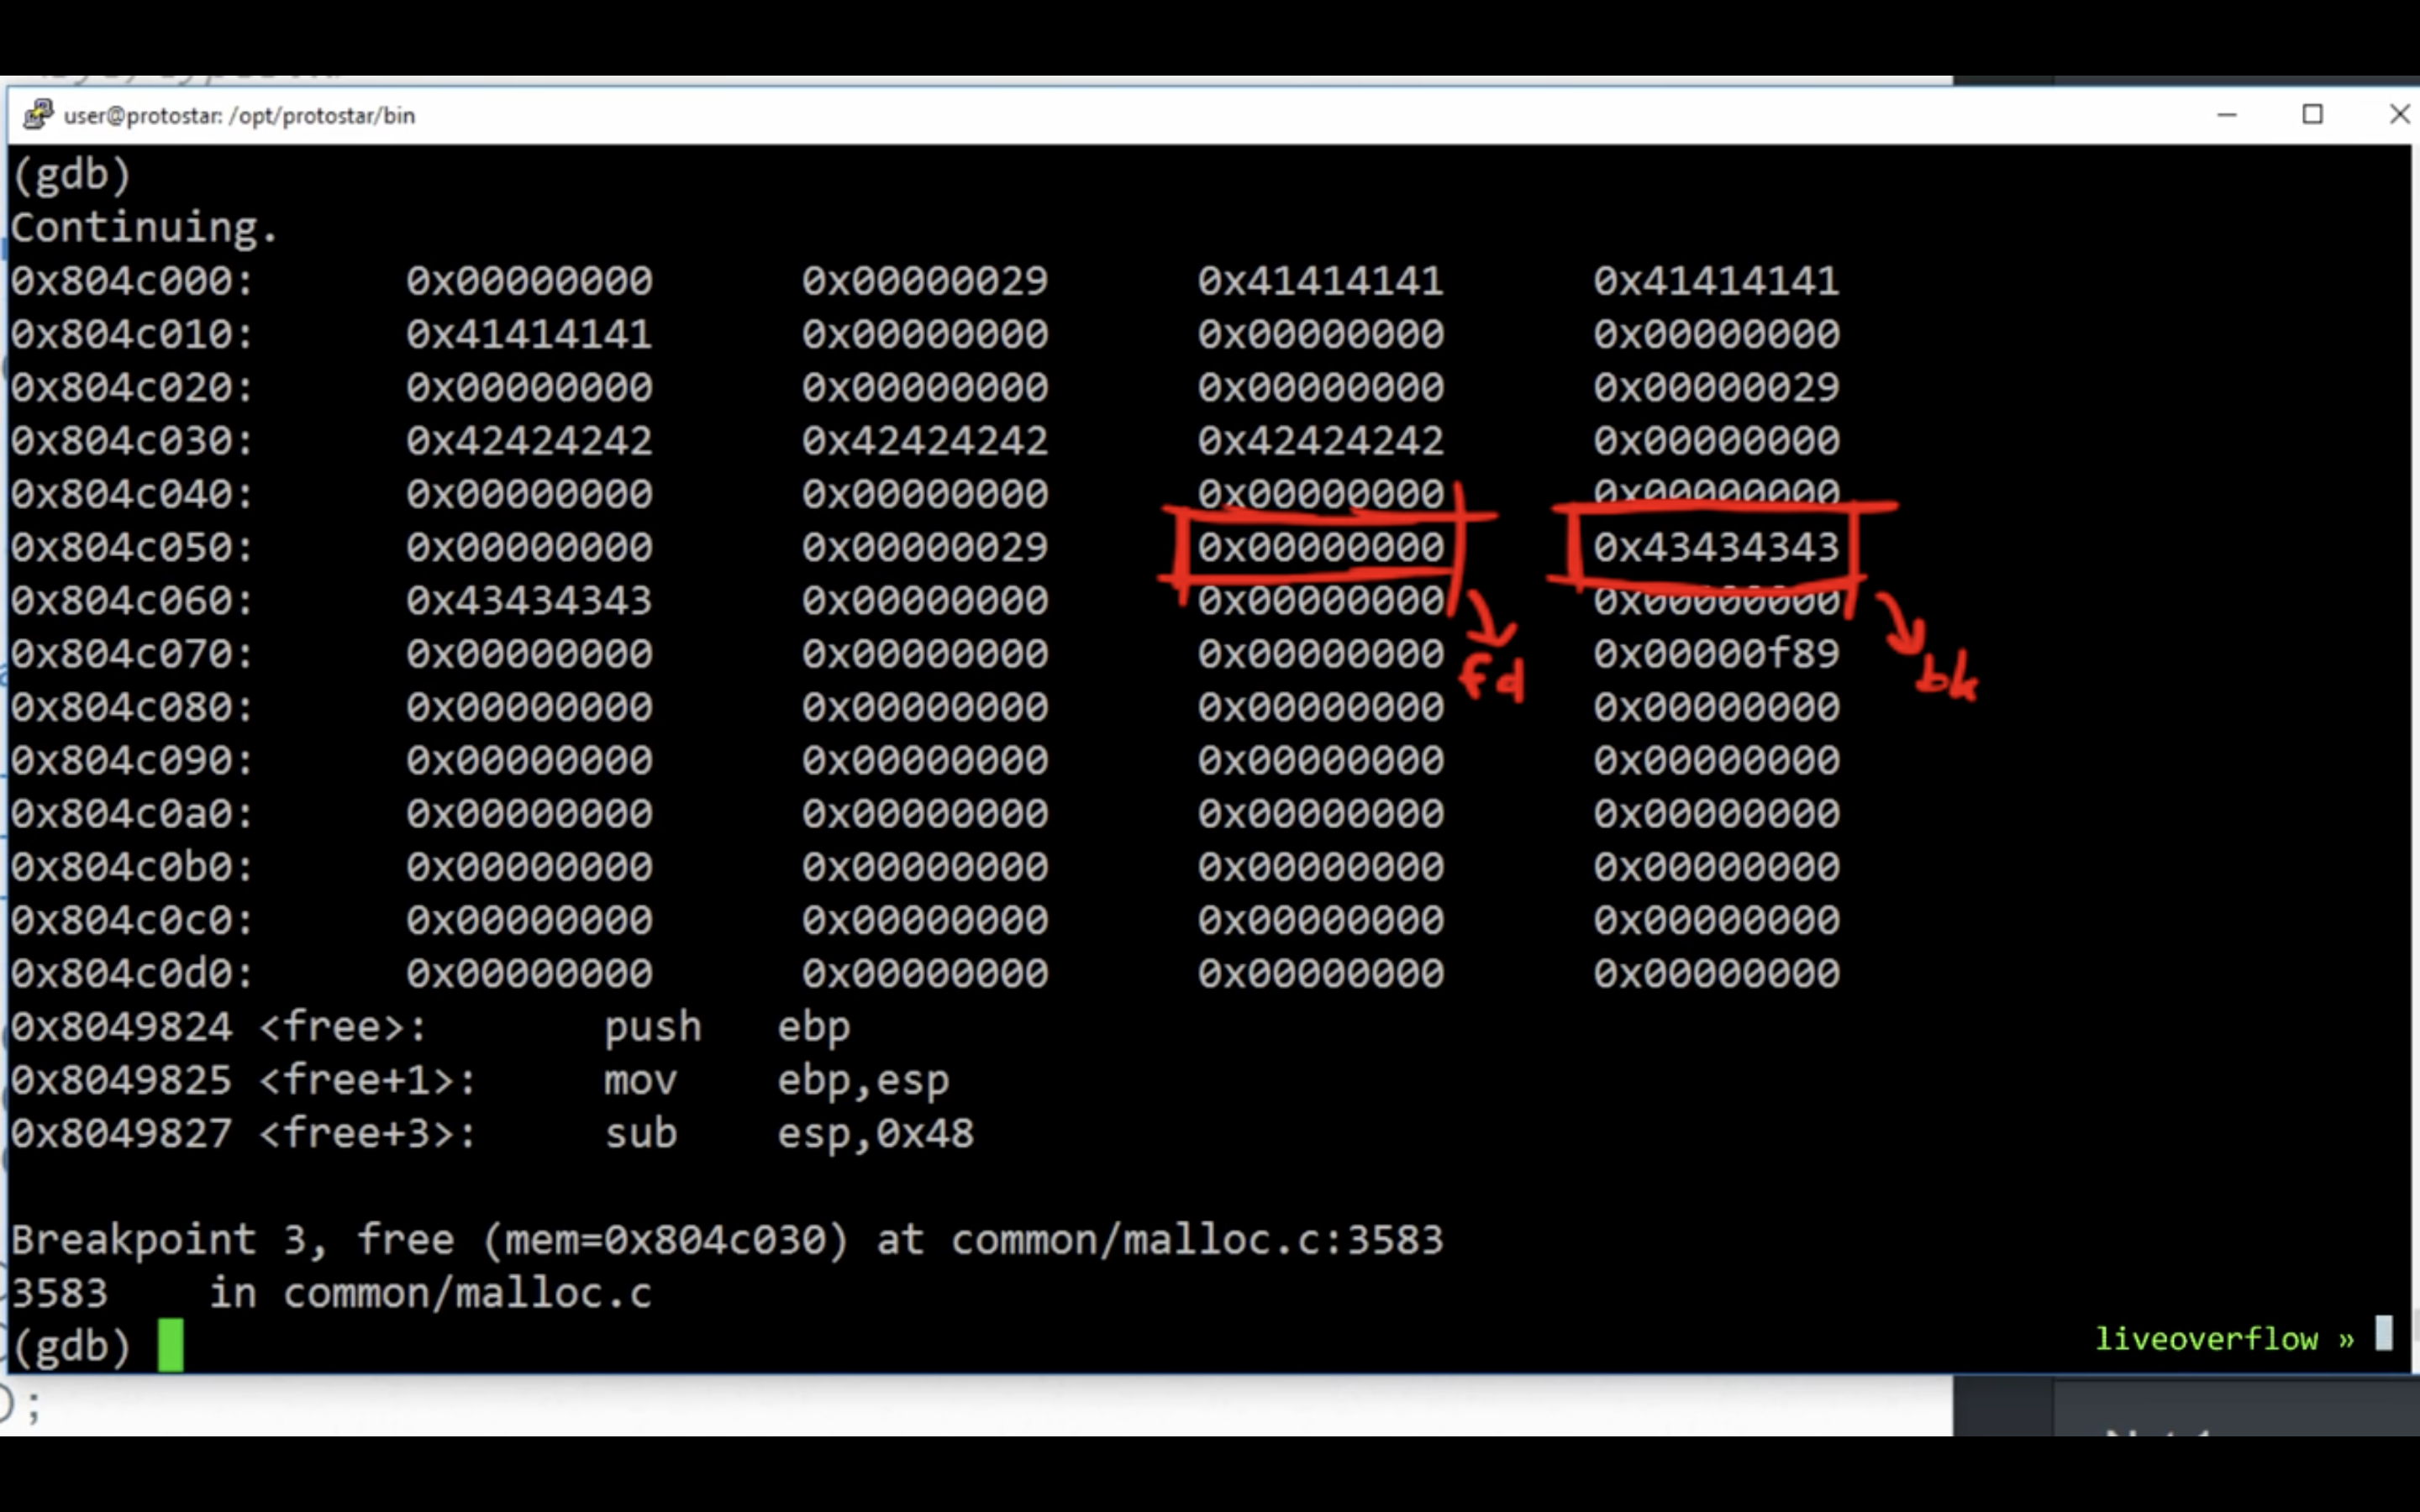 user@protostar: /opt/protostar/bin
(gdb)
Continuing.
0x804c000: 0x00000000 0x00000029 0x41414141 0x41414141
0x804c010: 0x41414141 0x00000000 0x00000000 0x00000000
0x804c020: 0x00000000 0x00000000 0x00000000 0x00000029
0x804c030: 0x42424242 0x42424242 0x42424242 0x00000000
0x804c040: 0x00000000 0x00000000 0x00000000 0x00000000
0x804c050: 0x00000000 0x00000029 0x00000000 0x43434343
0x804c060: 0x43434343 0x00000000 0x00000000 0x00000000
0x804c070: 0x00000000 0x00000000 0x00000000 0x00000f89
fd bk
0x804c080: 0x00000000 0x00000000 0x00000000 0x00000000
0x804c090: 0x00000000 0x00000000 0x00000000 0x00000000
0x804c0a0: 0x00000000 0x00000000 0x00000000 0x00000000
0x804c0b0: 0x00000000 0x00000000 0x00000000 0x00000000
0x804c0c0: 0x00000000 0x00000000 0x00000000 0x00000000
0x804c0d0: 0x00000000 0x00000000 0x00000000 0x00000000
0x8049824 <free>: push ebp
0x8049825 <free+1>: mov ebp,esp
0x8049827 <free+3>: sub esp,0x48
Breakpoint 3, free (mem=0x804c030) at common/malloc.c:3583
3583 in common/malloc.c
(gdb)
liveoverflow »
);